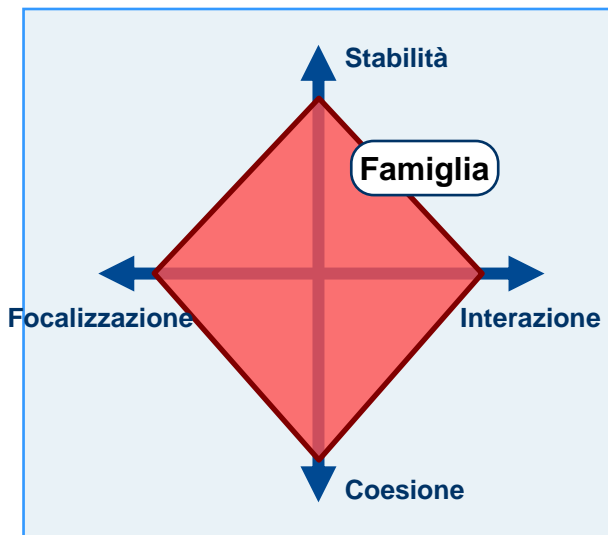 Stabilità
Famiglia
Focalizzazione
Interazione
Coesione